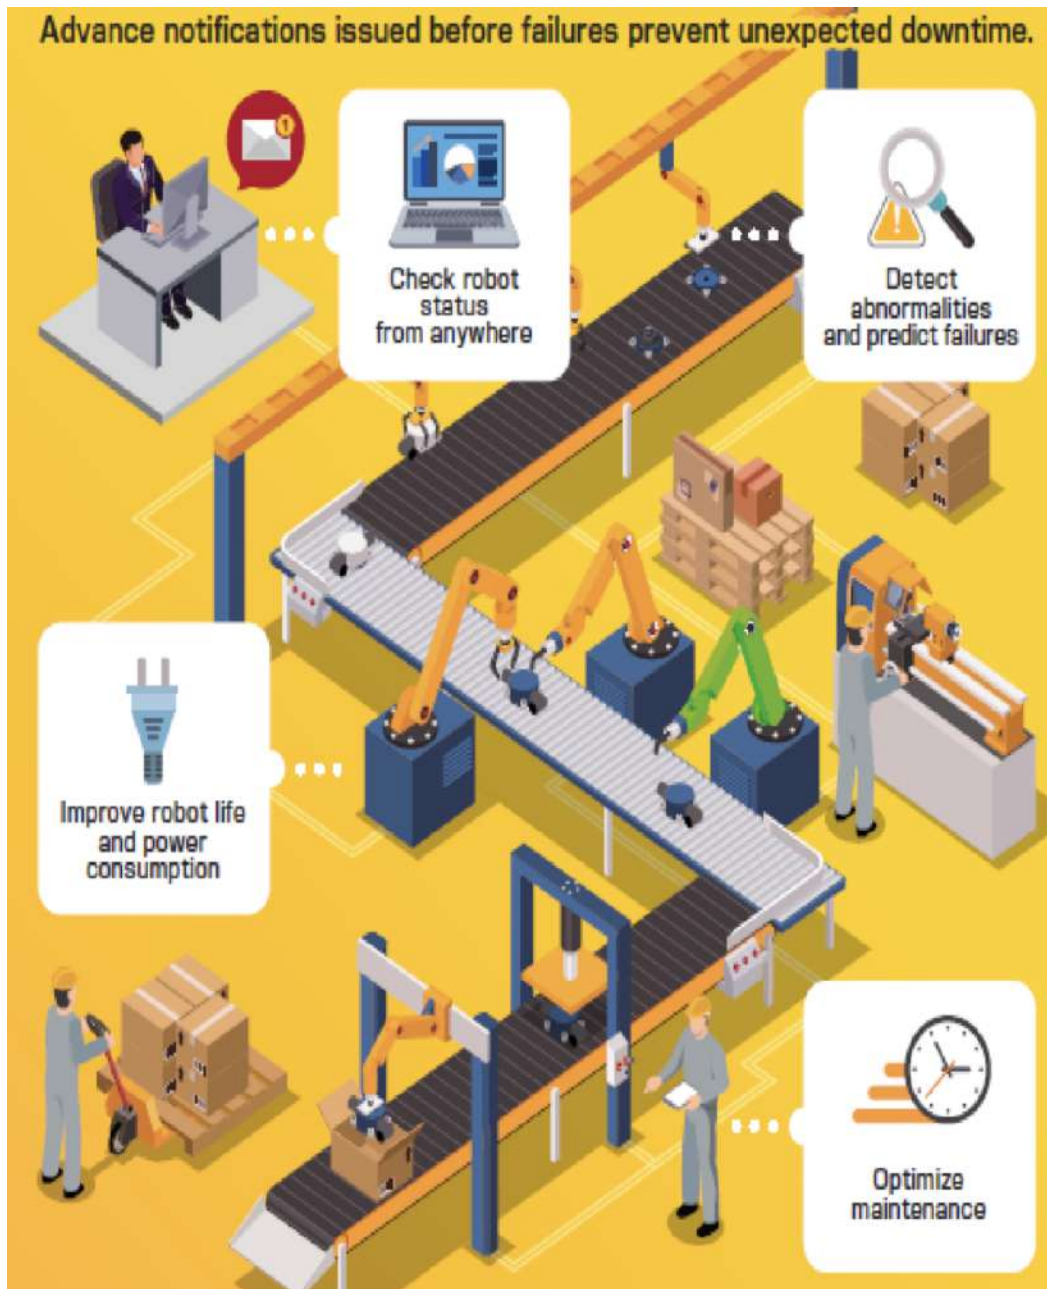 Advance notifications issued before failures prevent unexpected downtime.
1
Check robot
status
from anywhere
Detect
abnormalities
and predict failures
Improve robot life
and power
consumption
Optimize
maintenance